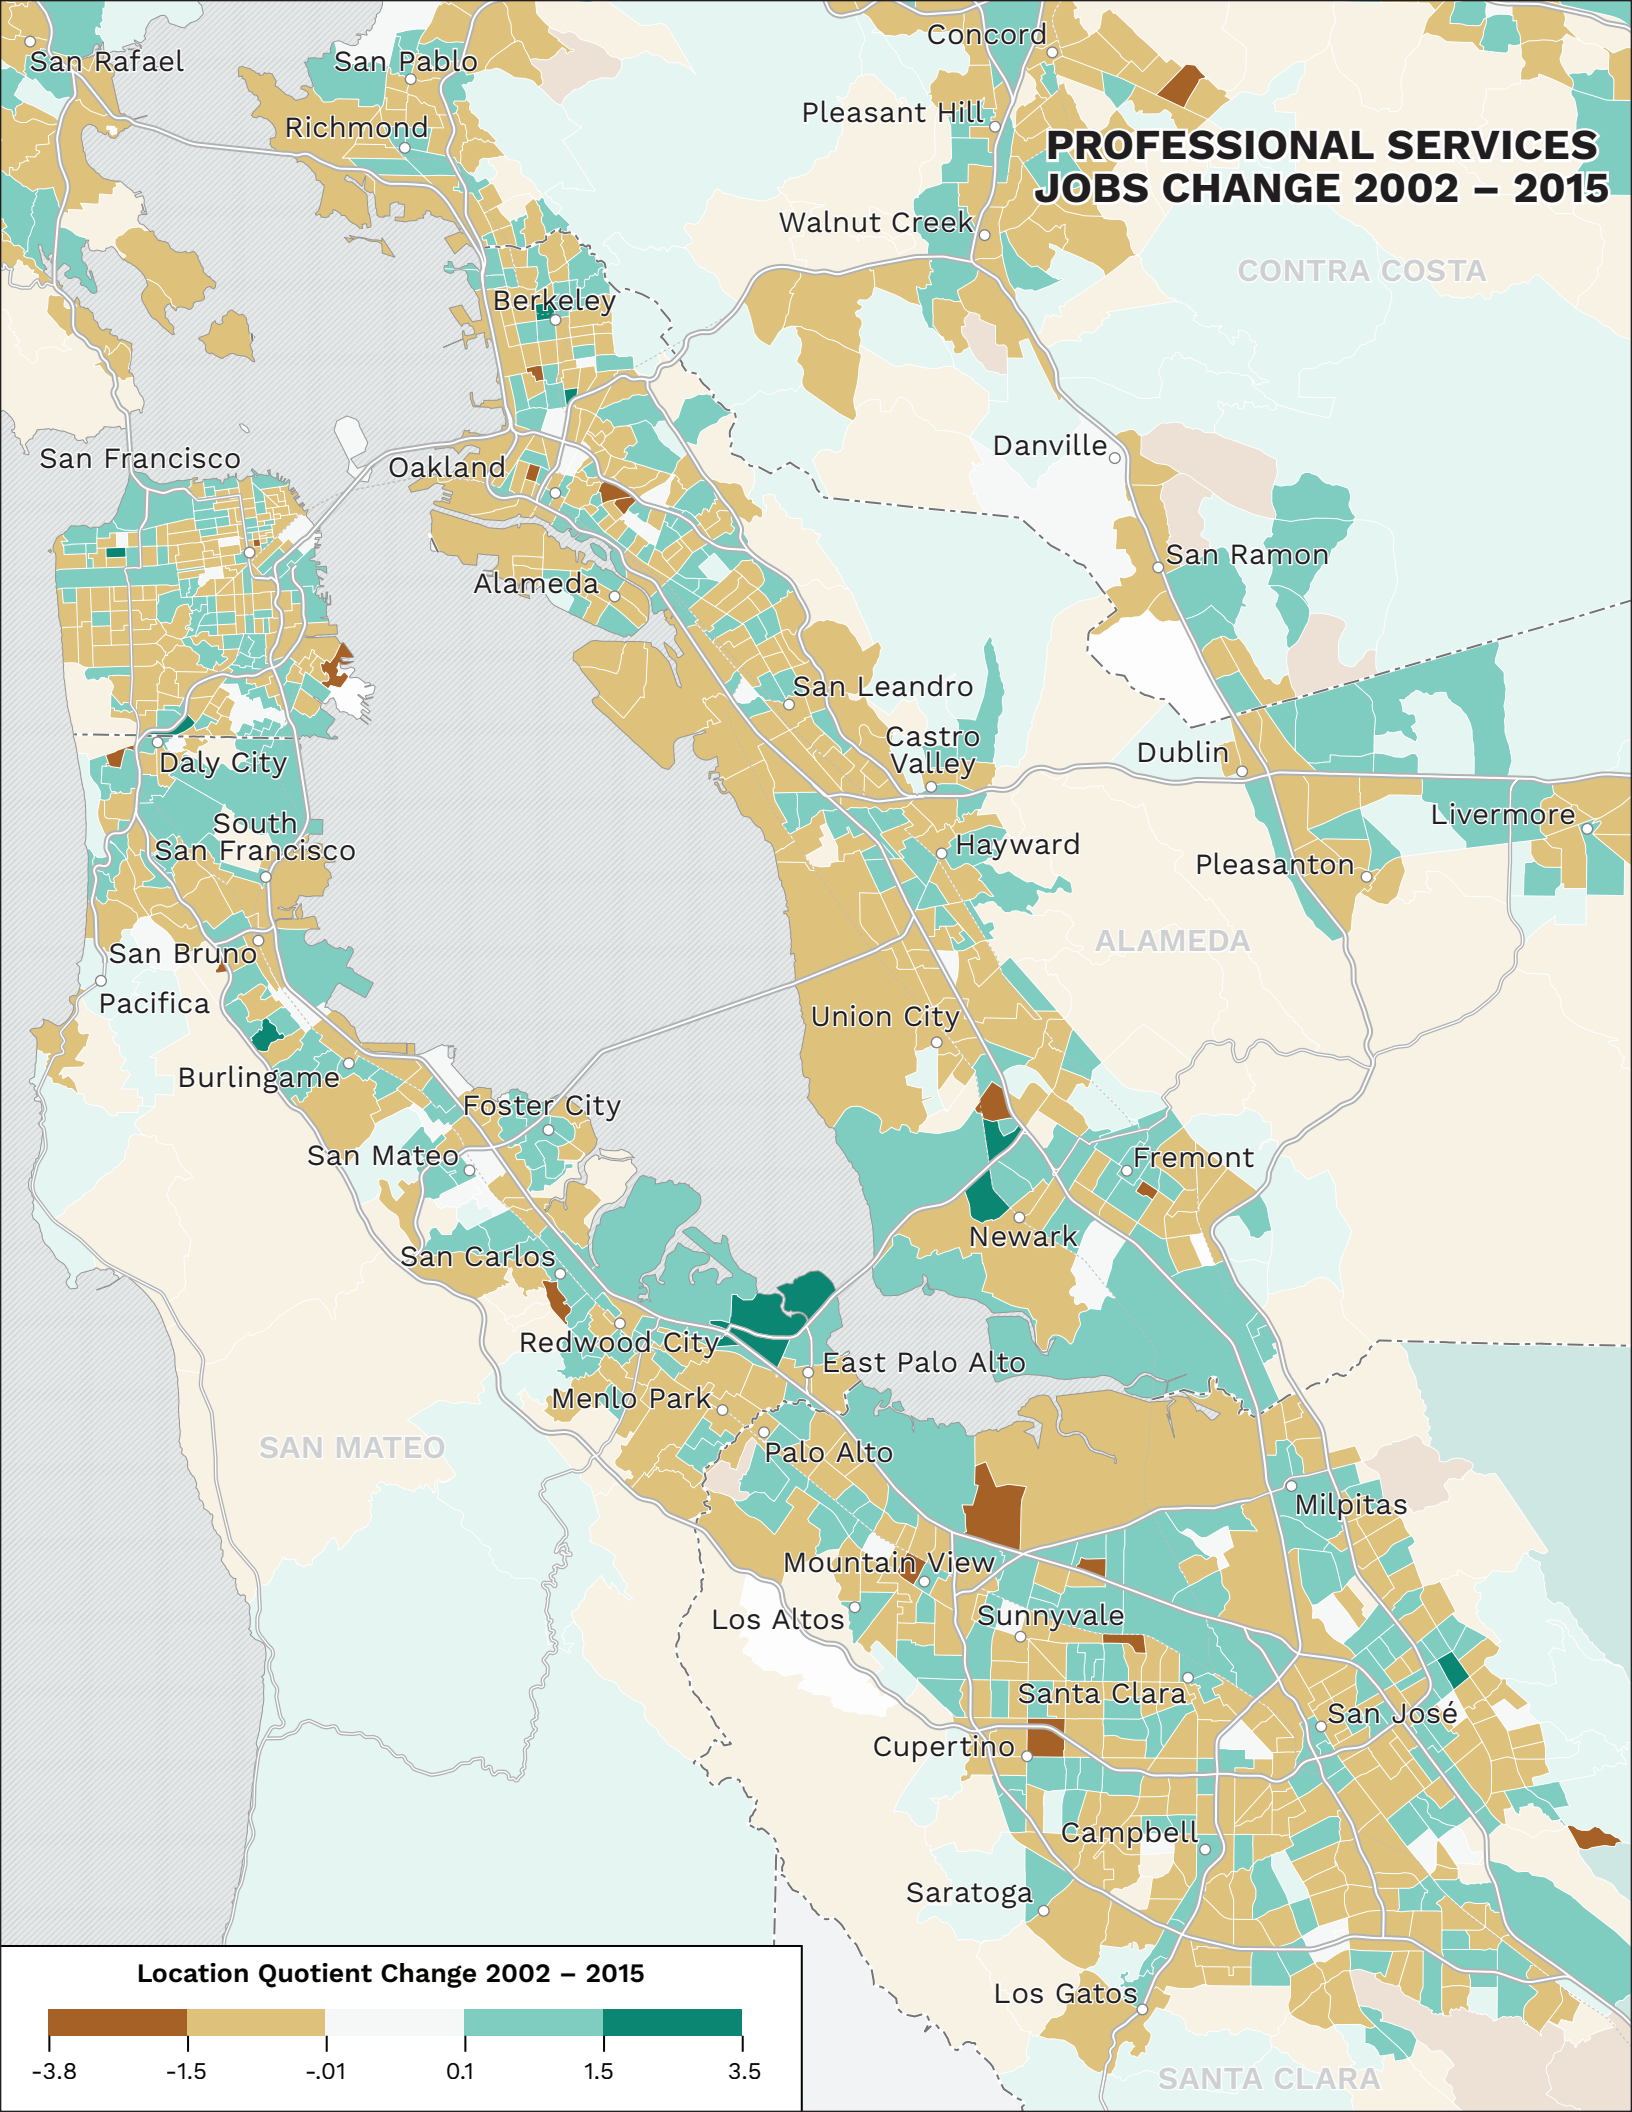 Concord
San Rafael
San Pablo
Pleasant Hill
Richmond
PROFESSIONAL SERVICES
JOBS CHANGE 2002 – 2015
Walnut Creek
CONTRA COSTA
Berkeley
Danville
San Francisco
Oakland
San Ramon
Alameda
San Leandro
Castro
Valley
Dublin
Daly City
Livermore
South
San Francisco
Hayward
Pleasanton
ALAMEDA
San Bruno
Pacifica
Union City
Burlingame
Foster City
San Mateo
Fremont
Newark
San Carlos
Redwood City
East Palo Alto
Menlo Park
SAN MATEO
Palo Alto
Milpitas
Mountain View
Los Altos
Sunnyvale
Santa Clara
San José
Cupertino
Campbell
Saratoga
Los Gatos
SANTA CLARA
Location Quotient Change 2002 – 2015
-3.8 -1.5 -.01 0.1 1.5 3.5